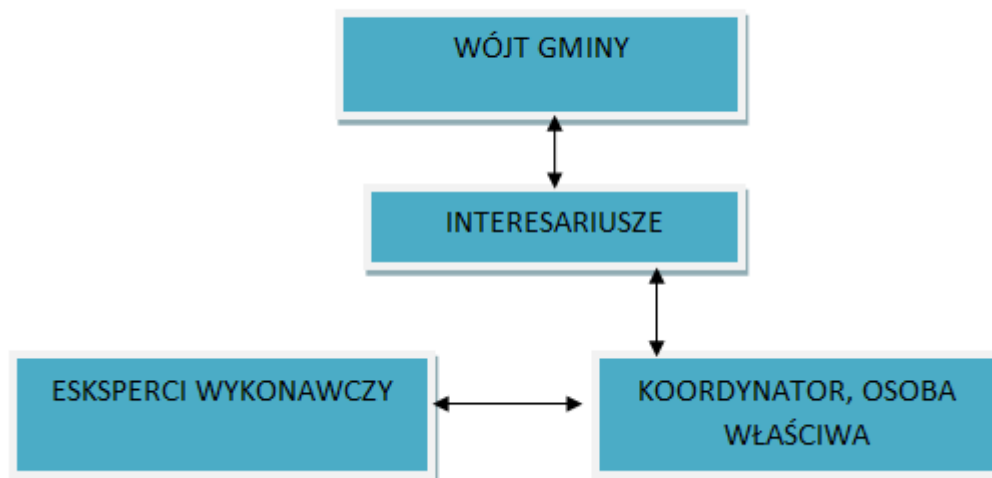 WÓJT GMINY
INTERESARIUSZE
ESKSPERCI WYKONAWCZY
KOORDYNATOR, OSOBA
WŁAŚCIWA